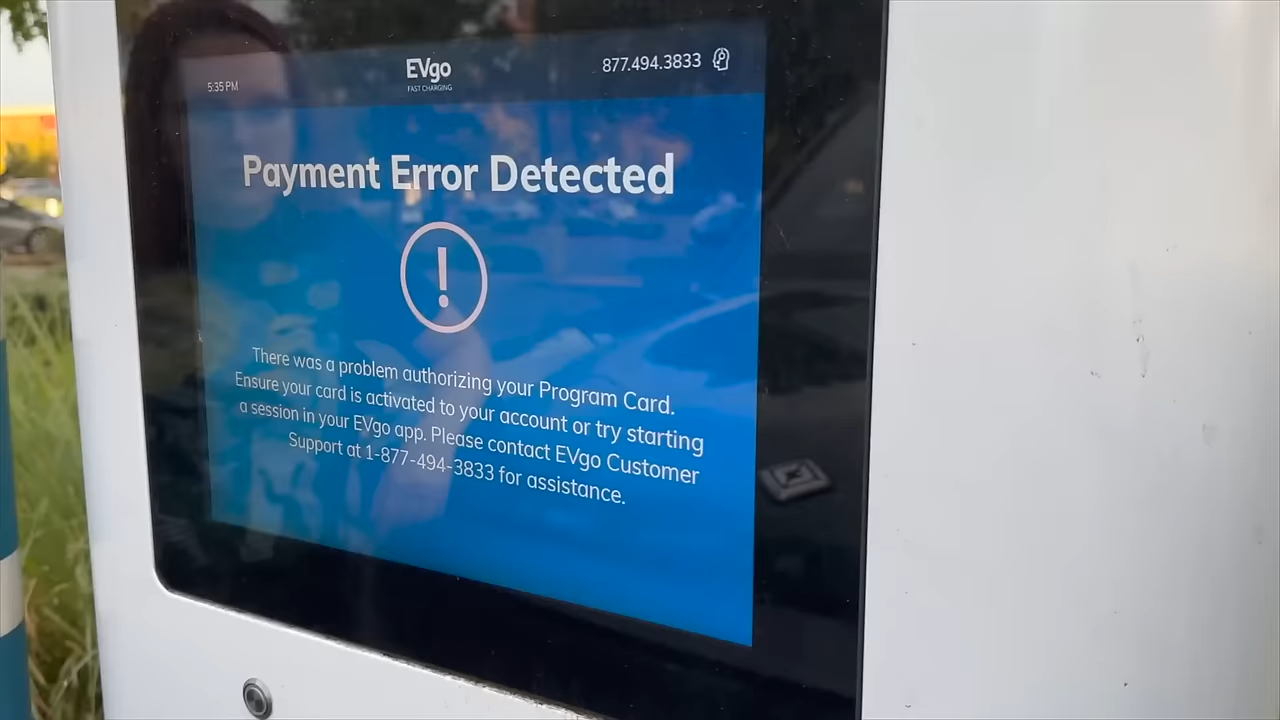 5:35 PM
EVgo
FAST CHARGING
877.494.3833
Payment Error Detected
!
There was a problem authorizing your Program Card.
Ensure your card is activated to your account or try starting
a session in your EVgo app. Please contact EVgo Customer
Support at 1-877-494-3833 for assistance.